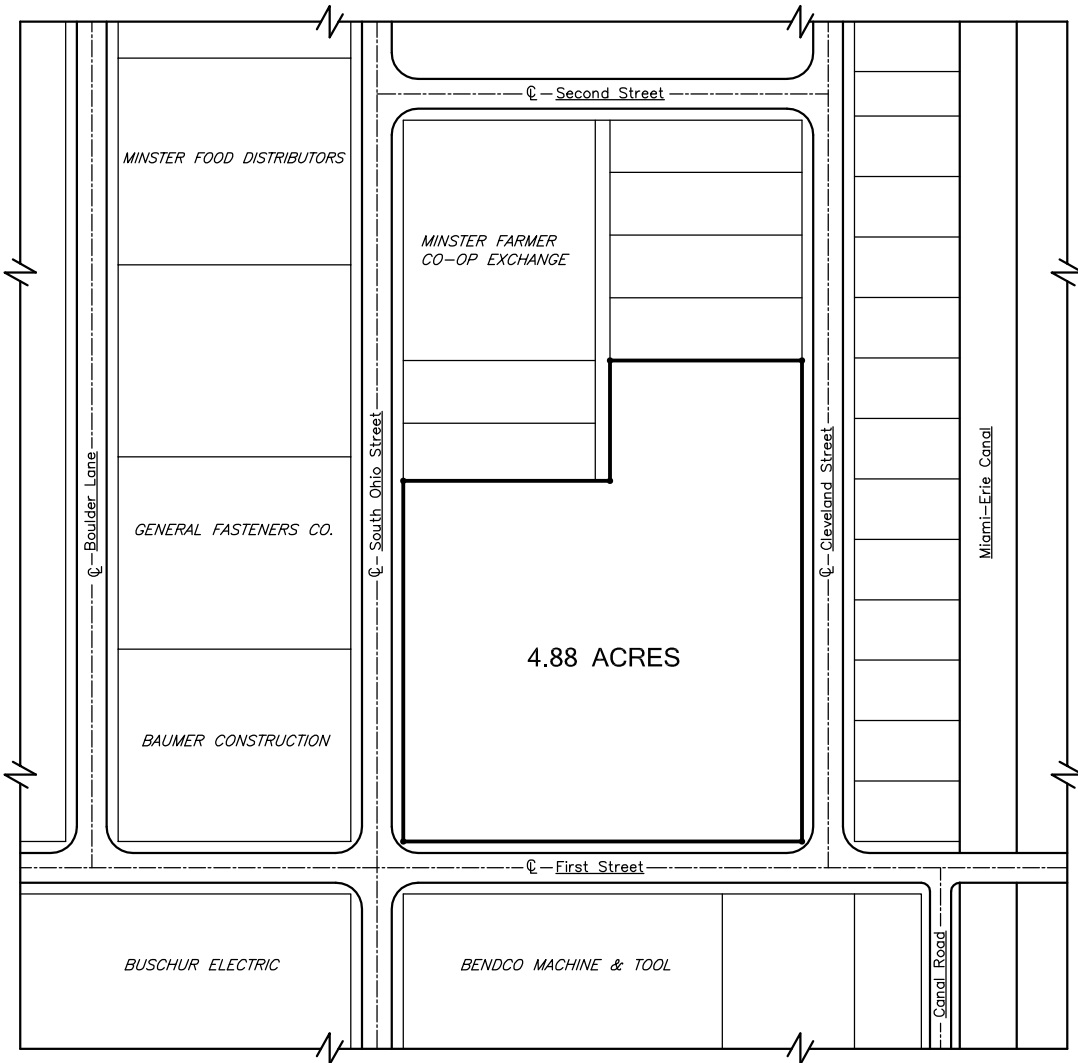 ℄ Second Street
MINSTER FOOD DISTRIBUTORS
MINSTER FARMER
CO-OP EXCHANGE
℄ Boulder Lane
℄ South Ohio Street
℄ Cleveland Street
Miami-Erie Canal
GENERAL FASTENERS CO.
4.88 ACRES
BAUMER CONSTRUCTION
℄ First Street
BUSCHUR ELECTRIC
BENDCO MACHINE & TOOL
Canal Road